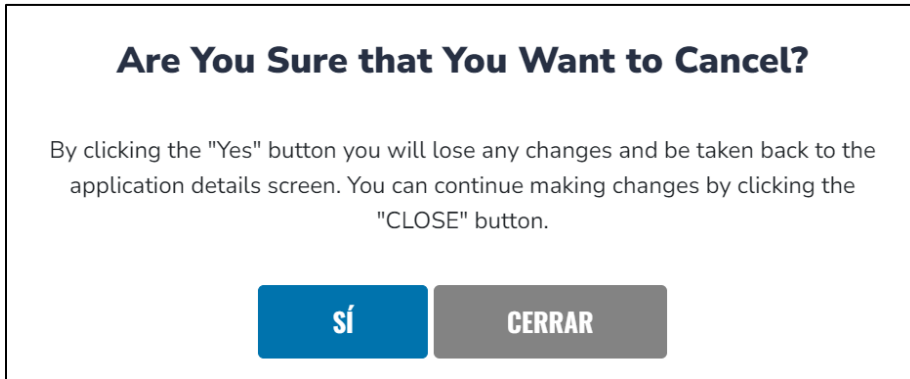 Are You Sure that You Want to Cancel?
By clicking the "Yes" button you will lose any changes and be taken back to the
application details screen. You can continue making changes by clicking the
"CLOSE" button.
SÍ CERRAR